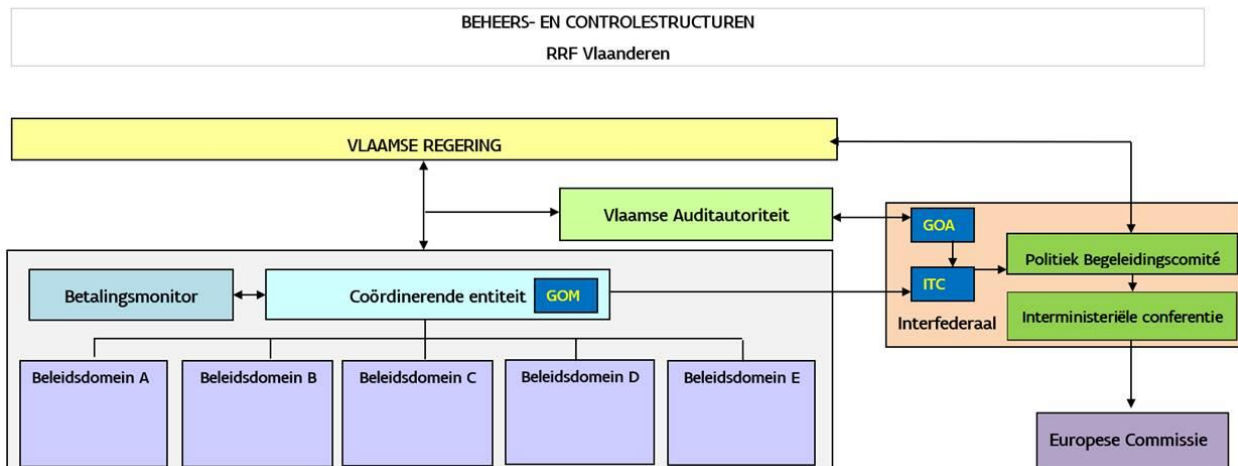 BEHEERS- EN CONTROLESTRUCTUREN
RRF Vlaanderen
VLAAMSE REGERING
Vlaamse Auditautoriteit
GOA
Politiek Begeleidingscomité
ITC
Betalingsmonitor
Coördinerende entiteit
GOM
Interfederaal
Interministeriële conferentie
Beleidsdomein A
Beleidsdomein B
Beleidsdomein C
Beleidsdomein D
Beleidsdomein E
Europese Commissie